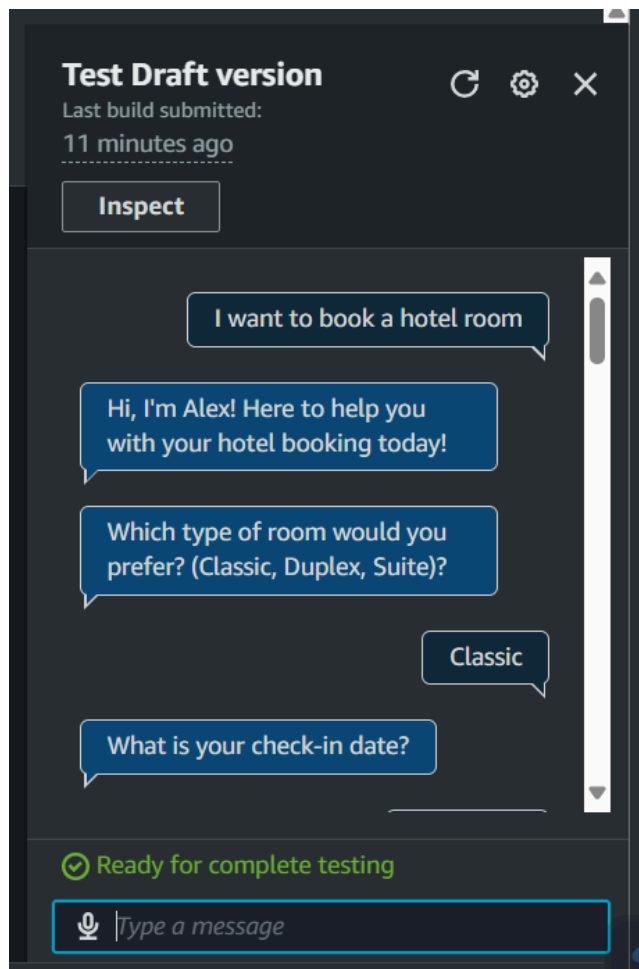 Test Draft version
Last build submitted:
11 minutes ago
Inspect
I want to book a hotel room
Hi, I'm Alex! Here to help you
with your hotel booking today!
Which type of room would you
prefer? (Classic, Duplex, Suite)?
Classic
What is your check-in date?
Ready for complete testing
Type a message